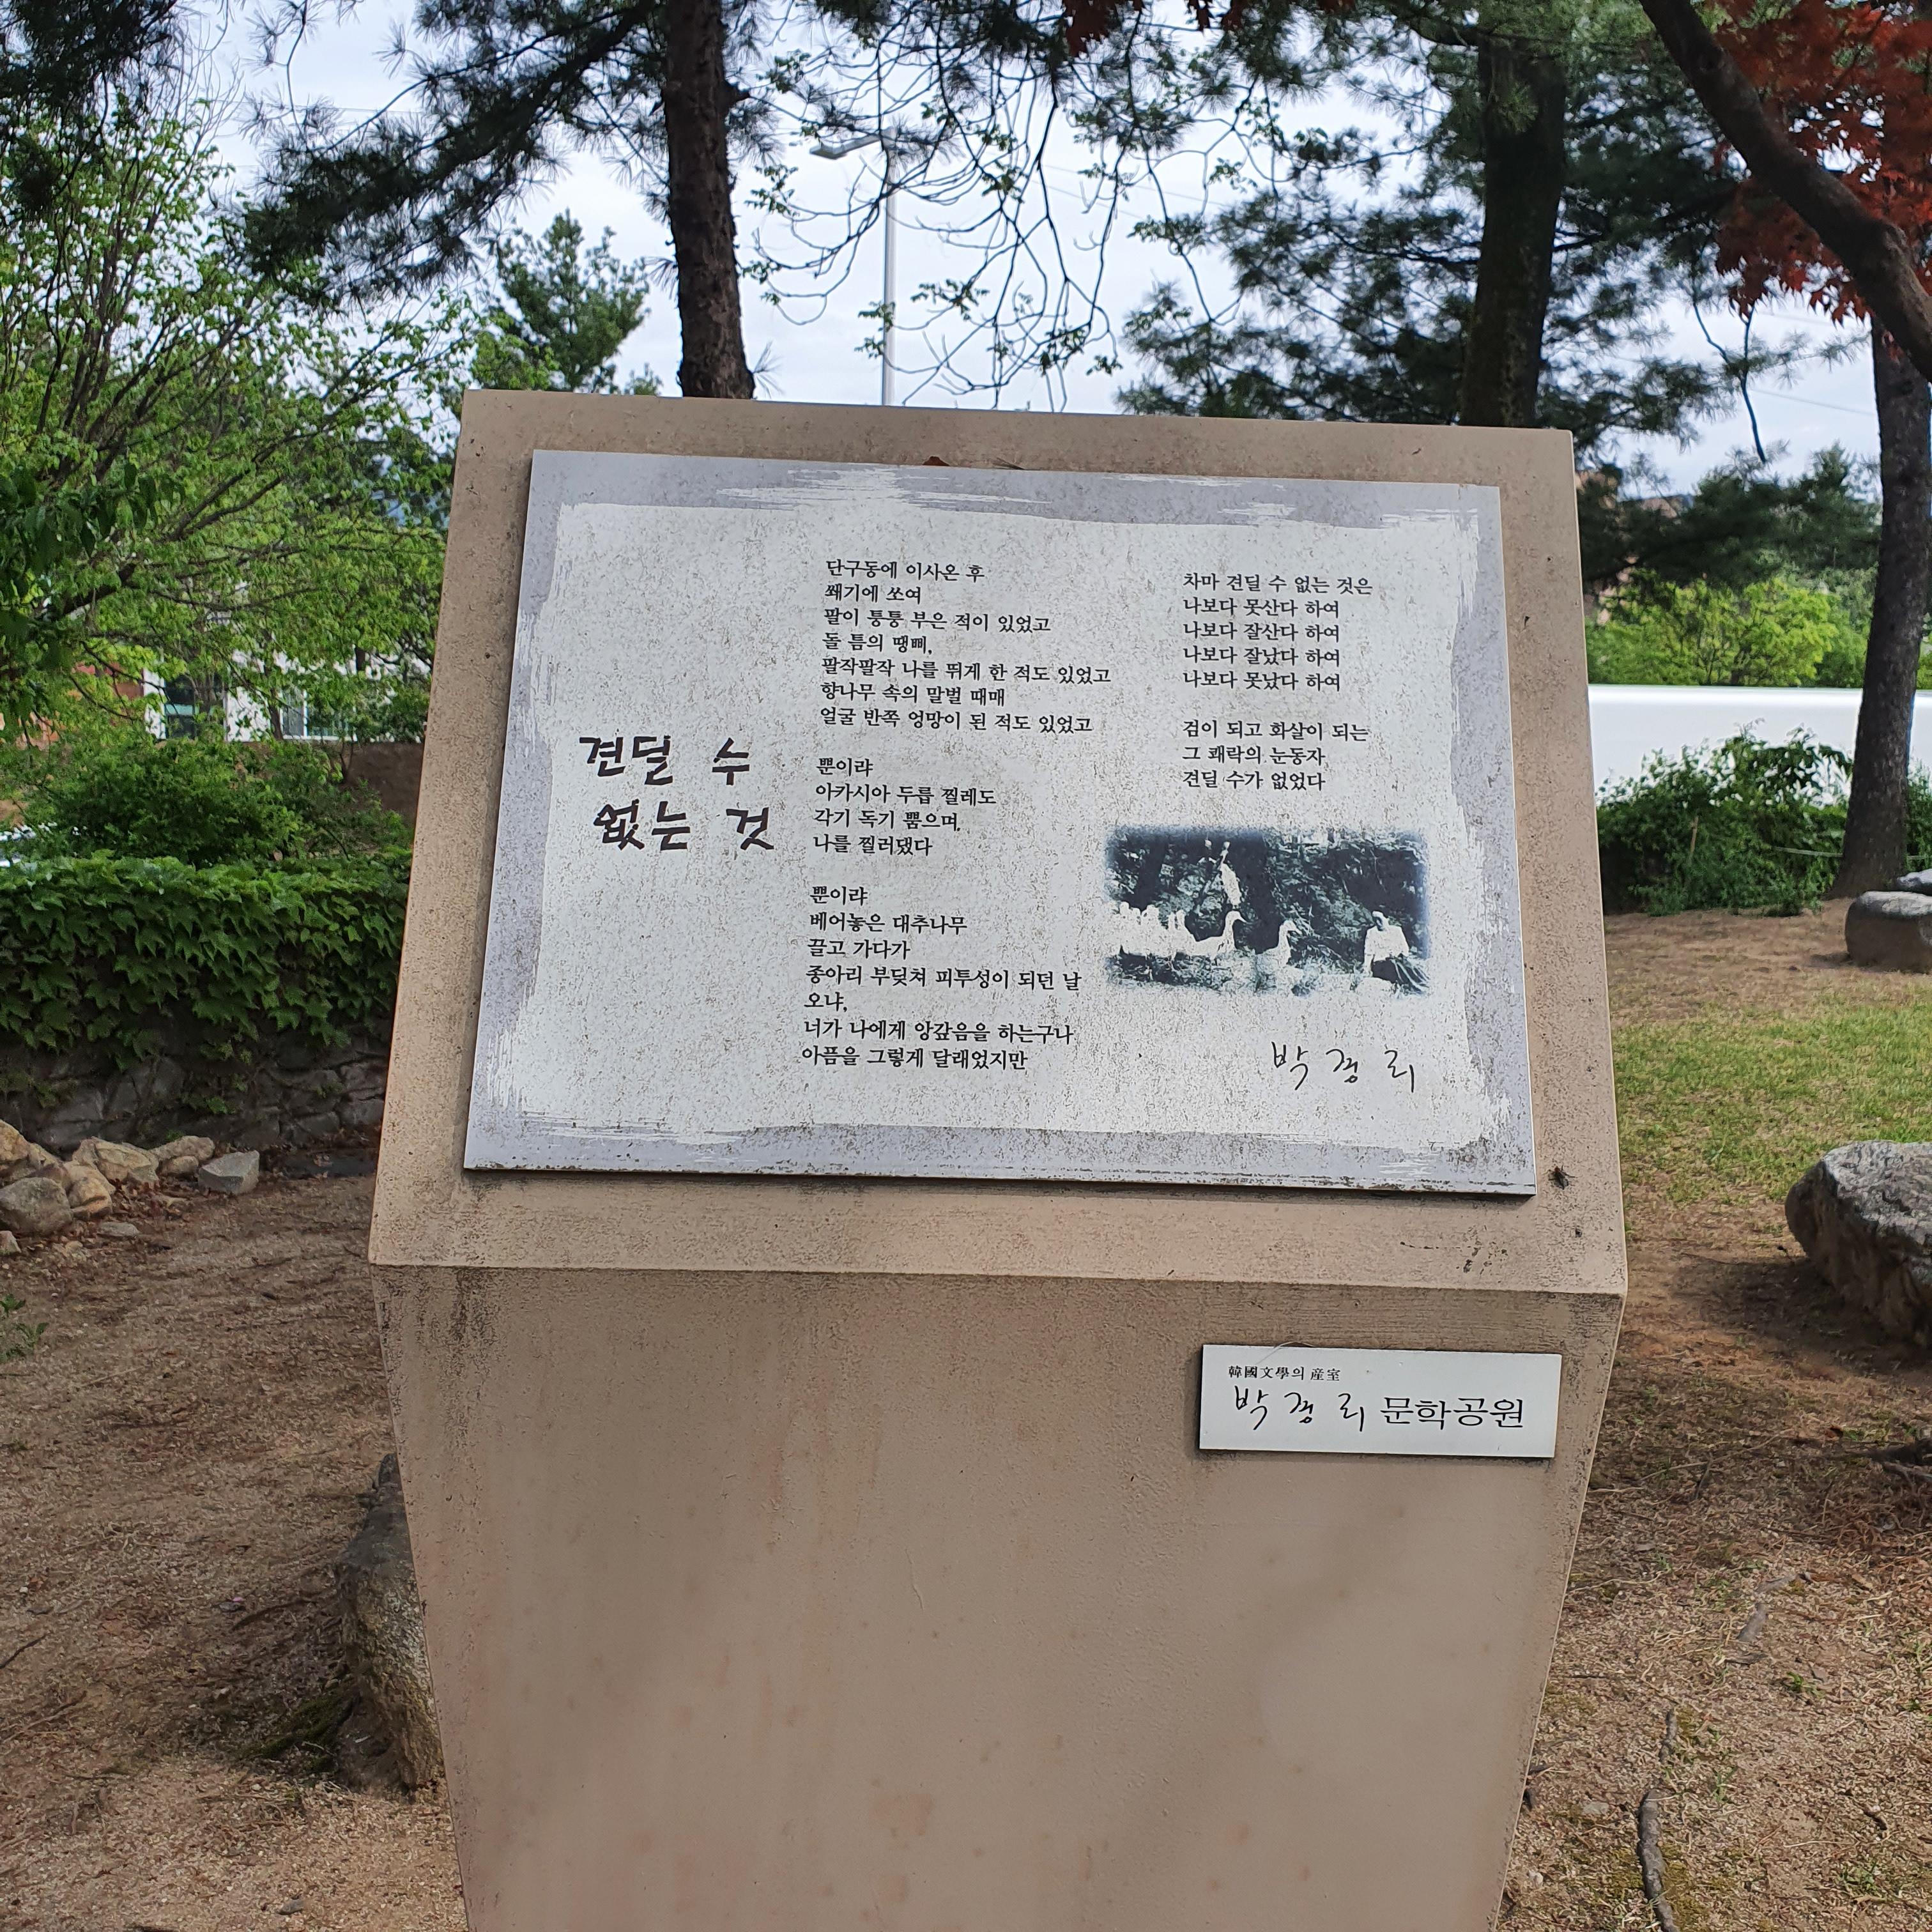 견딜 수
없는 것
단구동에 이사온 후
쐐기에 쏘여
팔이 퉁퉁 부은 적이 있었고
돌 틈의 땡삐,
팔작팔작 나를 뛰게 한 적도 있었고
향나무 속의 말벌 때매
얼굴 반쪽 엉망이 된 적도 있었고
뿐이랴
아카시아 두릅 찔레도
각기 독기 뿜으며,
나를 찔러댔다
뿐이랴
베어놓은 대추나무
끌고 가다가
종아리 부딪쳐 피투성이 되던 날
오냐,
너가 나에게 앙갚음을 하는구나
아픔을 그렇게 달래었지만
차마 견딜 수 없는 것은
나보다 못산다 하여
나보다 잘산다 하여
나보다 잘났다 하여
나보다 못났다 하여
검이 되고 화살이 되는
그 쾌락의 눈동자
견딜 수가 없었다
박경리
韓國文學의 産室
박경리 문학공원